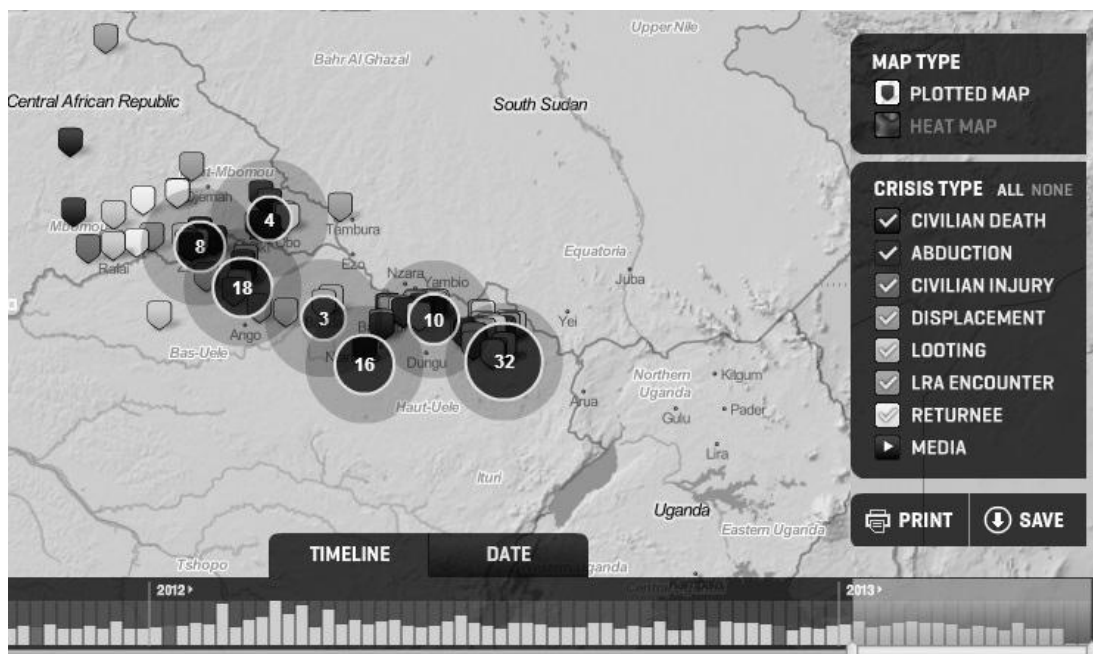 Upper Nile
Bahr Al Ghazal
Central African Republic
South Sudan
Djemah
4
Obo
Tambura
8
Rafai
Ezo
Equatoria
Nzara
Yambio
Juba
18
3
10
Yei
Ango
Bas-Uele
16
Dungu
32
Northern
Uganda
Kitgum
Haut-Uele
Arua
Gulu
Pader
Lira
Ituri
Uganda
Eastern Uganda
Tshopo
MAP TYPE
PLOTTED MAP
HEAT MAP
CRISIS TYPE ALL NONE
CIVILIAN DEATH
ABDUCTION
CIVILIAN INJURY
DISPLACEMENT
LOOTING
LRA ENCOUNTER
RETURNEE
MEDIA
PRINT SAVE
TIMELINE DATE
2012 2013